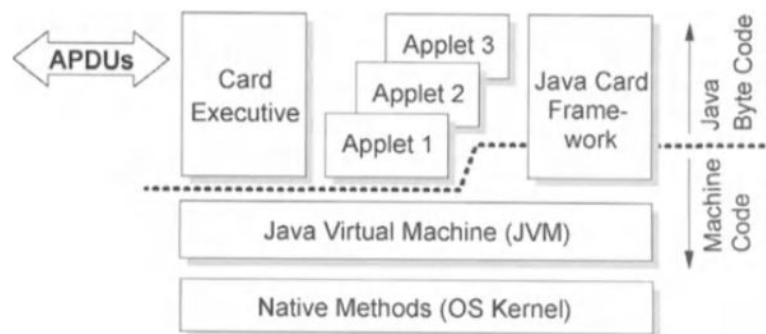 APDUs
Card
Executive
Applet 3
Applet 2
Applet 1
Java Card
Frame-
work
Java
Byte Code
Machine
Code
Java Virtual Machine (JVM)
Native Methods (OS Kernel)